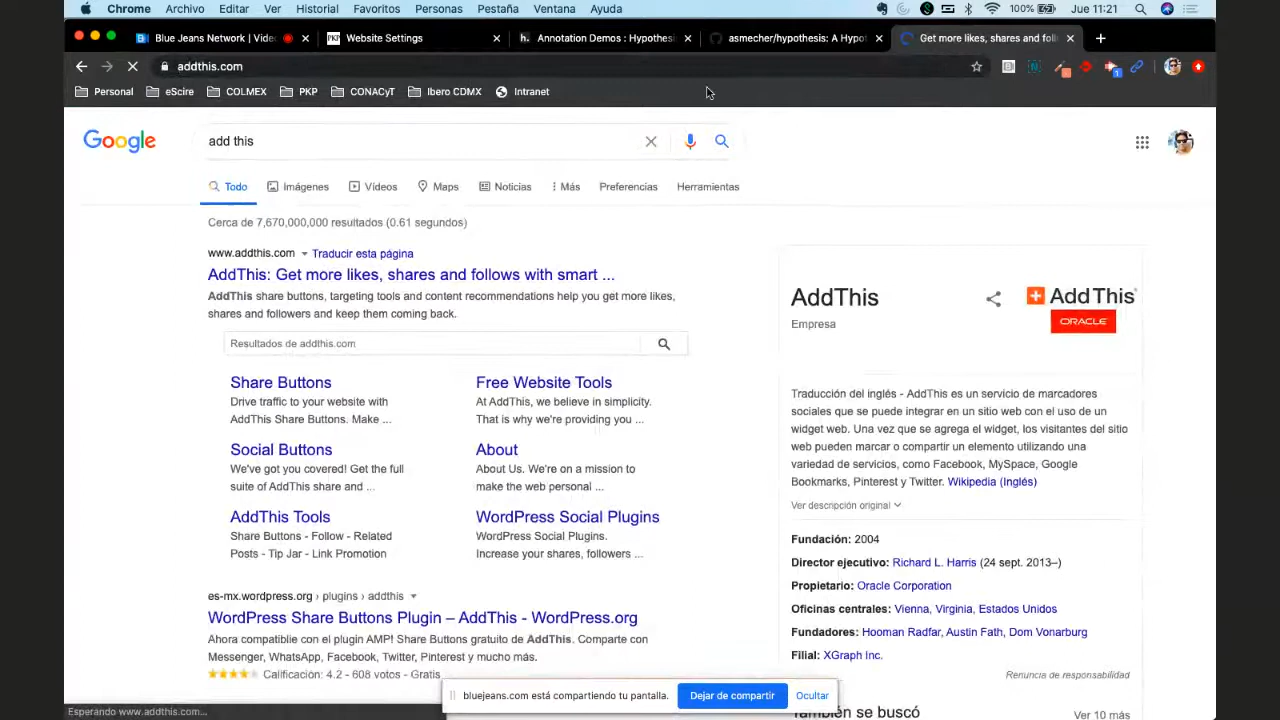 Chrome Archivo Editar Ver Historial Favoritos Personas Pestaña Ventana Ayuda 100% Jue 11:21
Blue Jeans Network | Vide Website Settings Annotation Demos : Hypothes asmecher/hypothesis: A Hypot Get more likes, shares and foll
addthis.com
Personal eScire COLMEX PKP CONACyT Ibero CDMX Intranet
Google
add this
Todo Imágenes Vídeos Maps Noticias Más Preferencias Herramientas
Cerca de 7,670,000,000 resultados (0.61 segundos)
www.addthis.com Traducir esta página
AddThis: Get more likes, shares and follows with smart ...
AddThis share buttons, targeting tools and content recommendations help you get more likes,
shares and followers and keep them coming back.
Resultados de addthis.com
Share Buttons
Drive traffic to your website with
AddThis Share Buttons. Make ...
Free Website Tools
At AddThis, we believe in simplicity.
That is why we're providing you ...
Social Buttons
We've got you covered! Get the full
suite of AddThis share and ...
About
About Us. We're on a mission to
make the web personal ...
AddThis Tools
Share Buttons - Follow - Related
Posts - Tip Jar - Link Promotion
WordPress Social Plugins
WordPress Social Plugins.
Increase your shares, followers ...
es-mx.wordpress.org › plugins › addthis
WordPress Share Buttons Plugin – AddThis - WordPress.org
Ahora compatible con el plugin AMP! Share Buttons gratuito de AddThis. Comparte con
Messenger, WhatsApp, Facebook, Twitter, Pinterest y mucho más.
Calificación: 4.2 - 608 votos - Gratis
AddThis
Empresa
AddThis
ORACLE
Traducción del inglés - AddThis es un servicio de marcadores
sociales que se puede integrar en un sitio web con el uso de un
widget web. Una vez que se agrega el widget, los visitantes del sitio
web pueden marcar o compartir un elemento utilizando una
variedad de servicios, como Facebook, MySpace, Google
Bookmarks, Pinterest y Twitter. Wikipedia (Inglés)
Ver descripción original
Fundación: 2004
Director ejecutivo: Richard L. Harris (24 sept. 2013–)
Propietario: Oracle Corporation
Oficinas centrales: Vienna, Virginia, Estados Unidos
Fundadores: Hooman Radfar, Austin Fath, Dom Vonarburg
Filial: XGraph Inc.
Renuncia de responsabilidad
También se buscó
Ver 10 más
bluejeans.com está compartiendo tu pantalla. Dejar de compartir Ocultar
Esperando www.addthis.com...